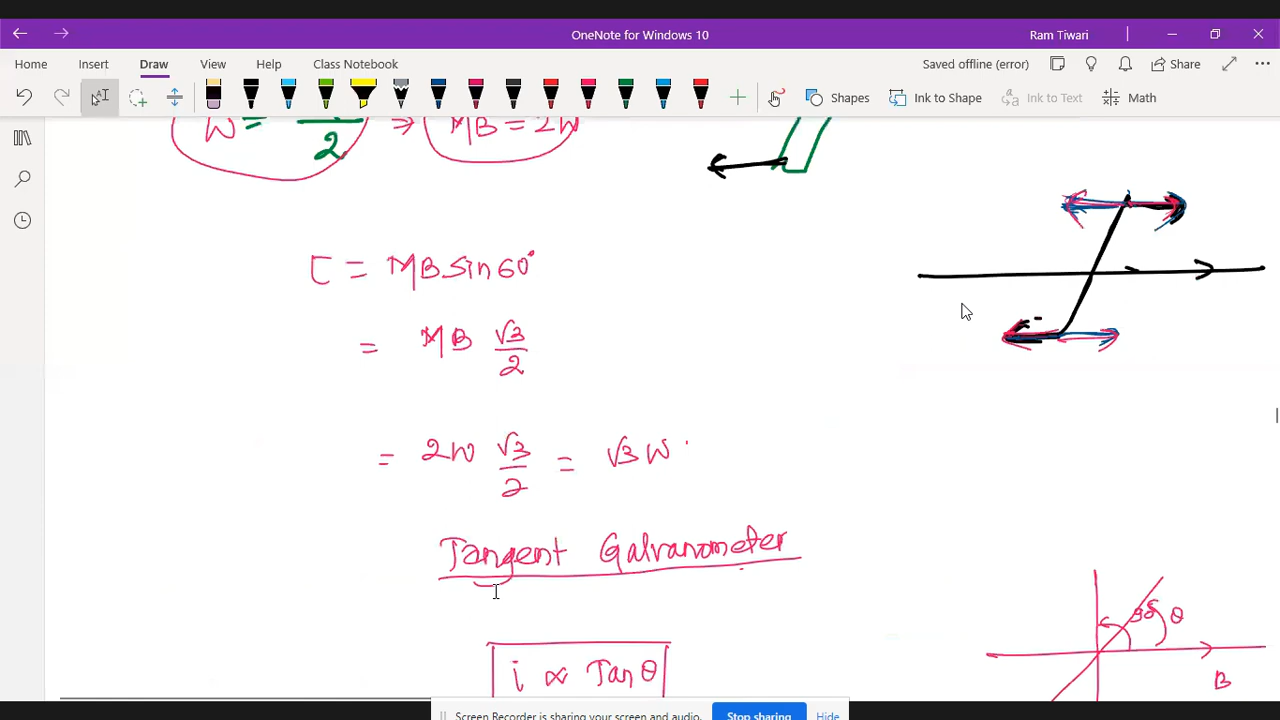 OneNote for Windows 10
Ram Tiwari
Home Insert Draw View Help Class Notebook
Saved offline (error)
Share
Shapes
Ink to Shape
Ink to Text
Math
W = 2 ⇒ MB = 2W
C = MB sin 60°
= MB √3/2
= 2W √3/2 = √3 W
Tangent Galvanometer
θ
i ∝ Tan θ
B
Screen Recorder is sharing your screen and audio.
Stop sharing
Hide